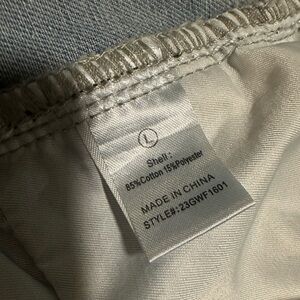 L
Shell:
85%Cotton 15%Polyester
MADE IN CHINA
STYLE#:23GWF1601